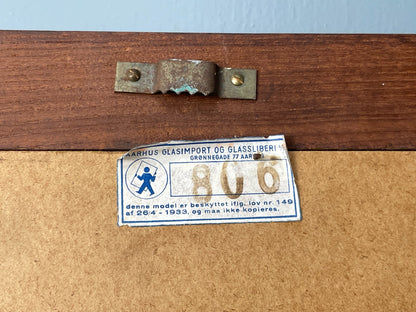 AARHUS GLASIMPORT OG GLASSLIBERI
GRØNNEGADE 77 AAR
806
denne model er beskyttet iflg. lov nr. 149
af 26/4 - 1933, og maa ikke kopieres.